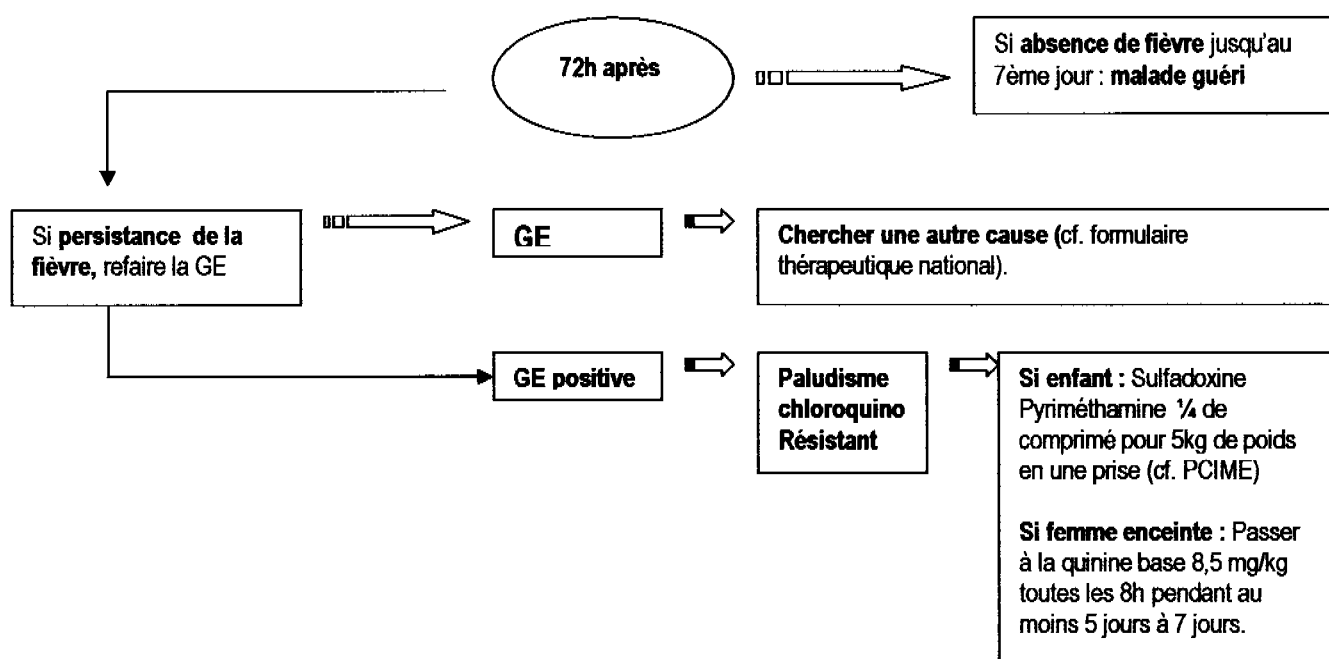 72h après
Si absence de fièvre jusqu'au
7ème jour : malade guéri
Si persistance de la
fièvre, refaire la GE
GE
Chercher une autre cause (cf. formulaire
thérapeutique national).
GE positive
Paludisme
chloroquino
Résistant
Si enfant : Sulfadoxine
Pyriméthamine ¼ de
comprimé pour 5kg de poids
en une prise (cf. PCIME)
Si femme enceinte : Passer
à la quinine base 8,5 mg/kg
toutes les 8h pendant au
moins 5 jours à 7 jours.